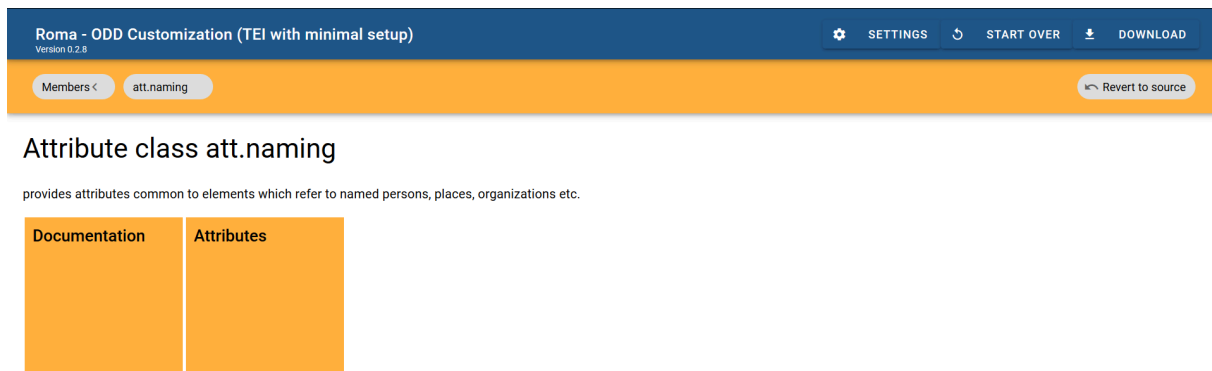 Roma - ODD Customization (TEI with minimal setup)
Version 0.2.8
SETTINGS
START OVER
DOWNLOAD
Members
att.naming
Revert to source
Attribute class att.naming
provides attributes common to elements which refer to named persons, places, organizations etc.
Documentation
Attributes